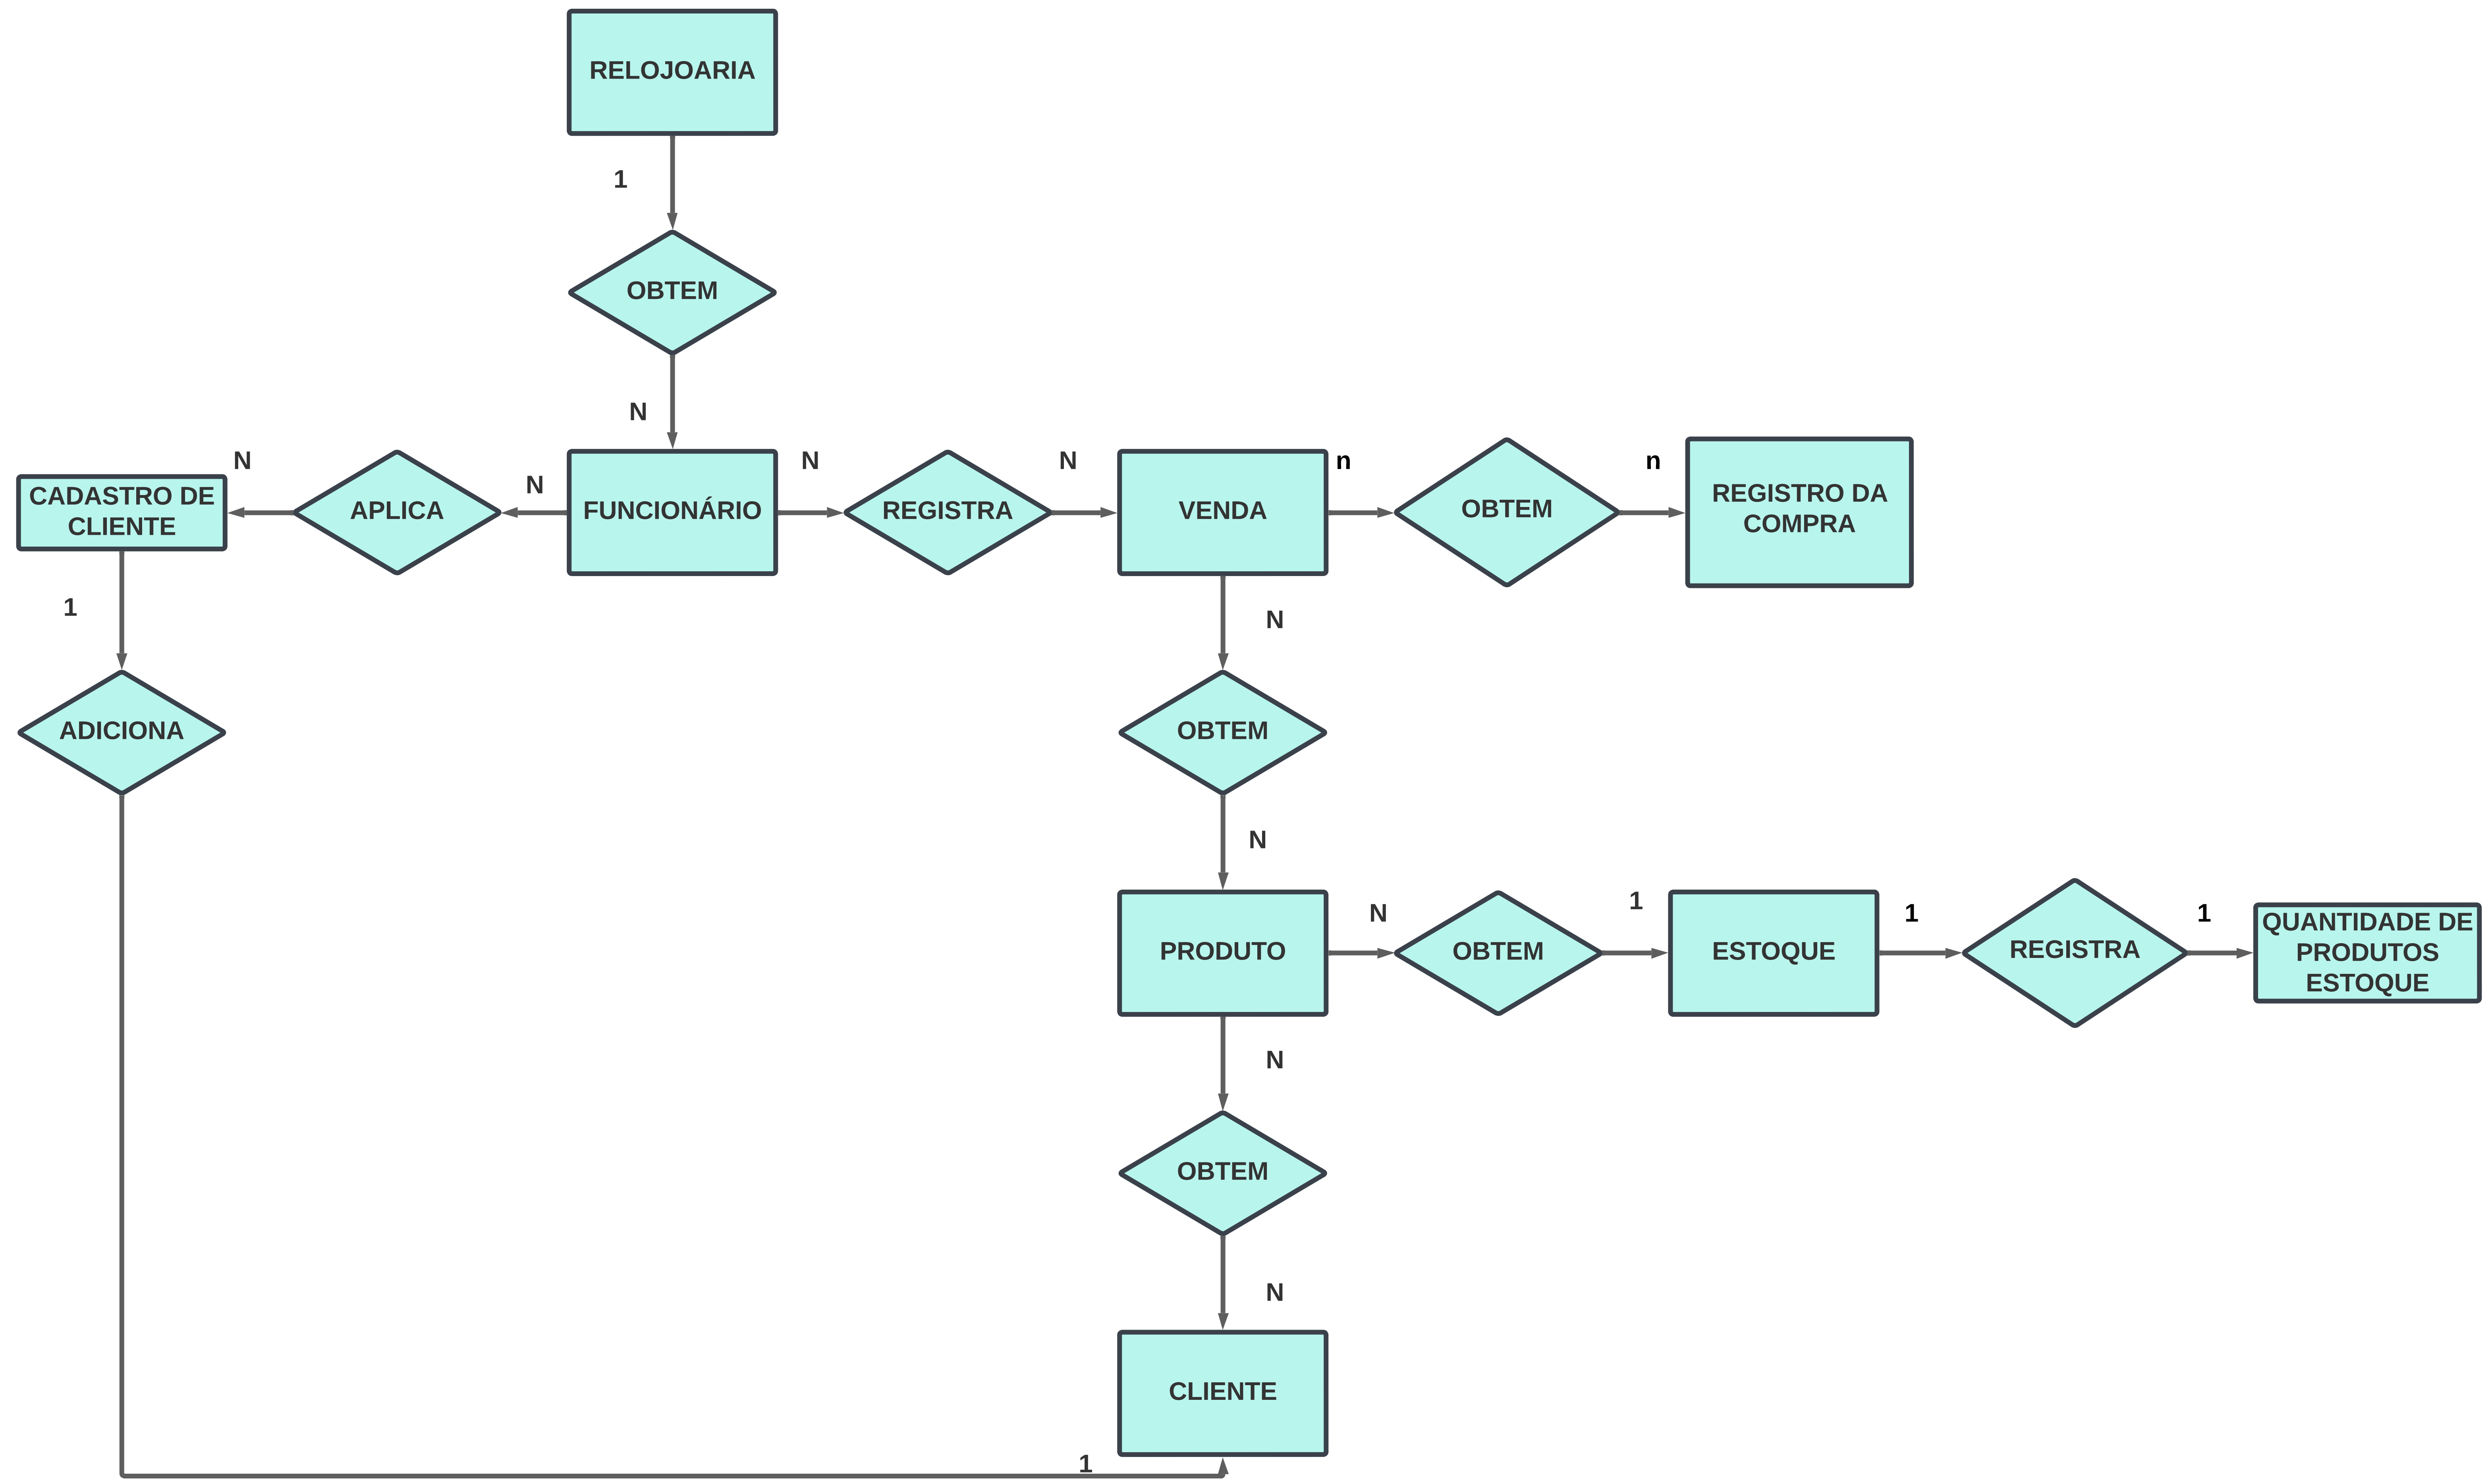 RELOJOARIA
1
OBTEM
N
N
N
N
N
n
n
CADASTRO DE
CLIENTE
APLICA
FUNCIONÁRIO
REGISTRA
VENDA
OBTEM
REGISTRO DA
COMPRA
1
N
ADICIONA
OBTEM
N
N
1
1
1
PRODUTO
OBTEM
ESTOQUE
REGISTRA
QUANTIDADE DE
PRODUTOS
ESTOQUE
N
OBTEM
N
CLIENTE
1